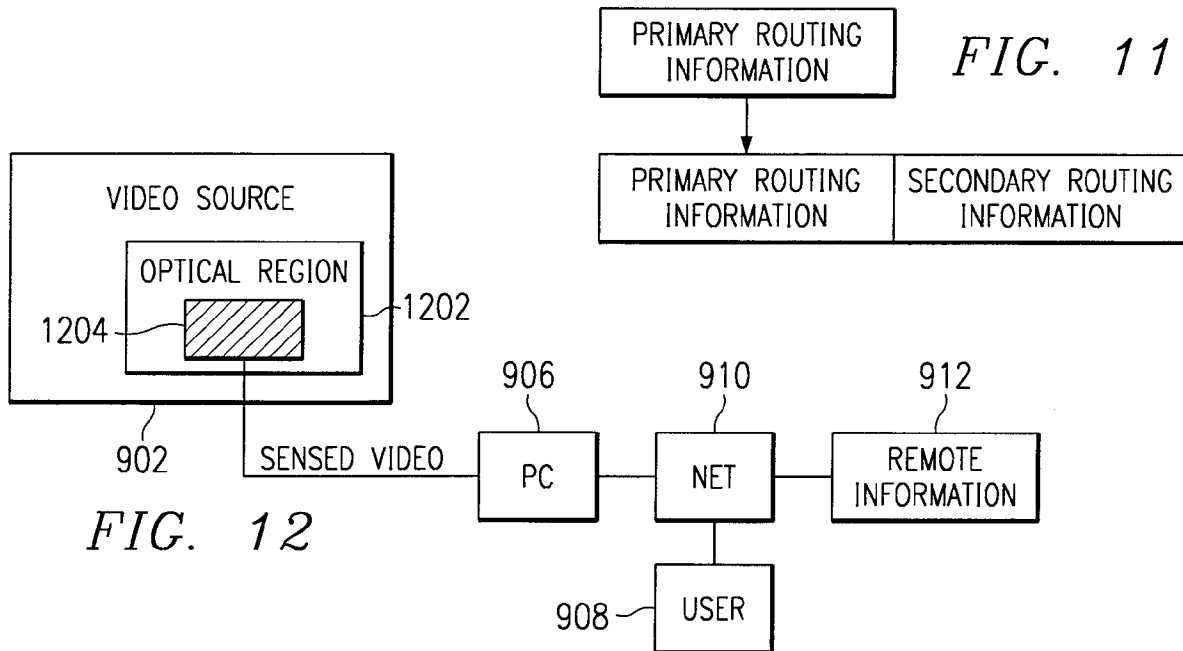 PRIMARY ROUTING
INFORMATION
FIG. 11
PRIMARY ROUTING
INFORMATION
SECONDARY ROUTING
INFORMATION
VIDEO SOURCE
OPTICAL REGION
1204
1202
902
SENSED VIDEO
906
PC
910
NET
912
REMOTE
INFORMATION
908
USER
FIG. 12